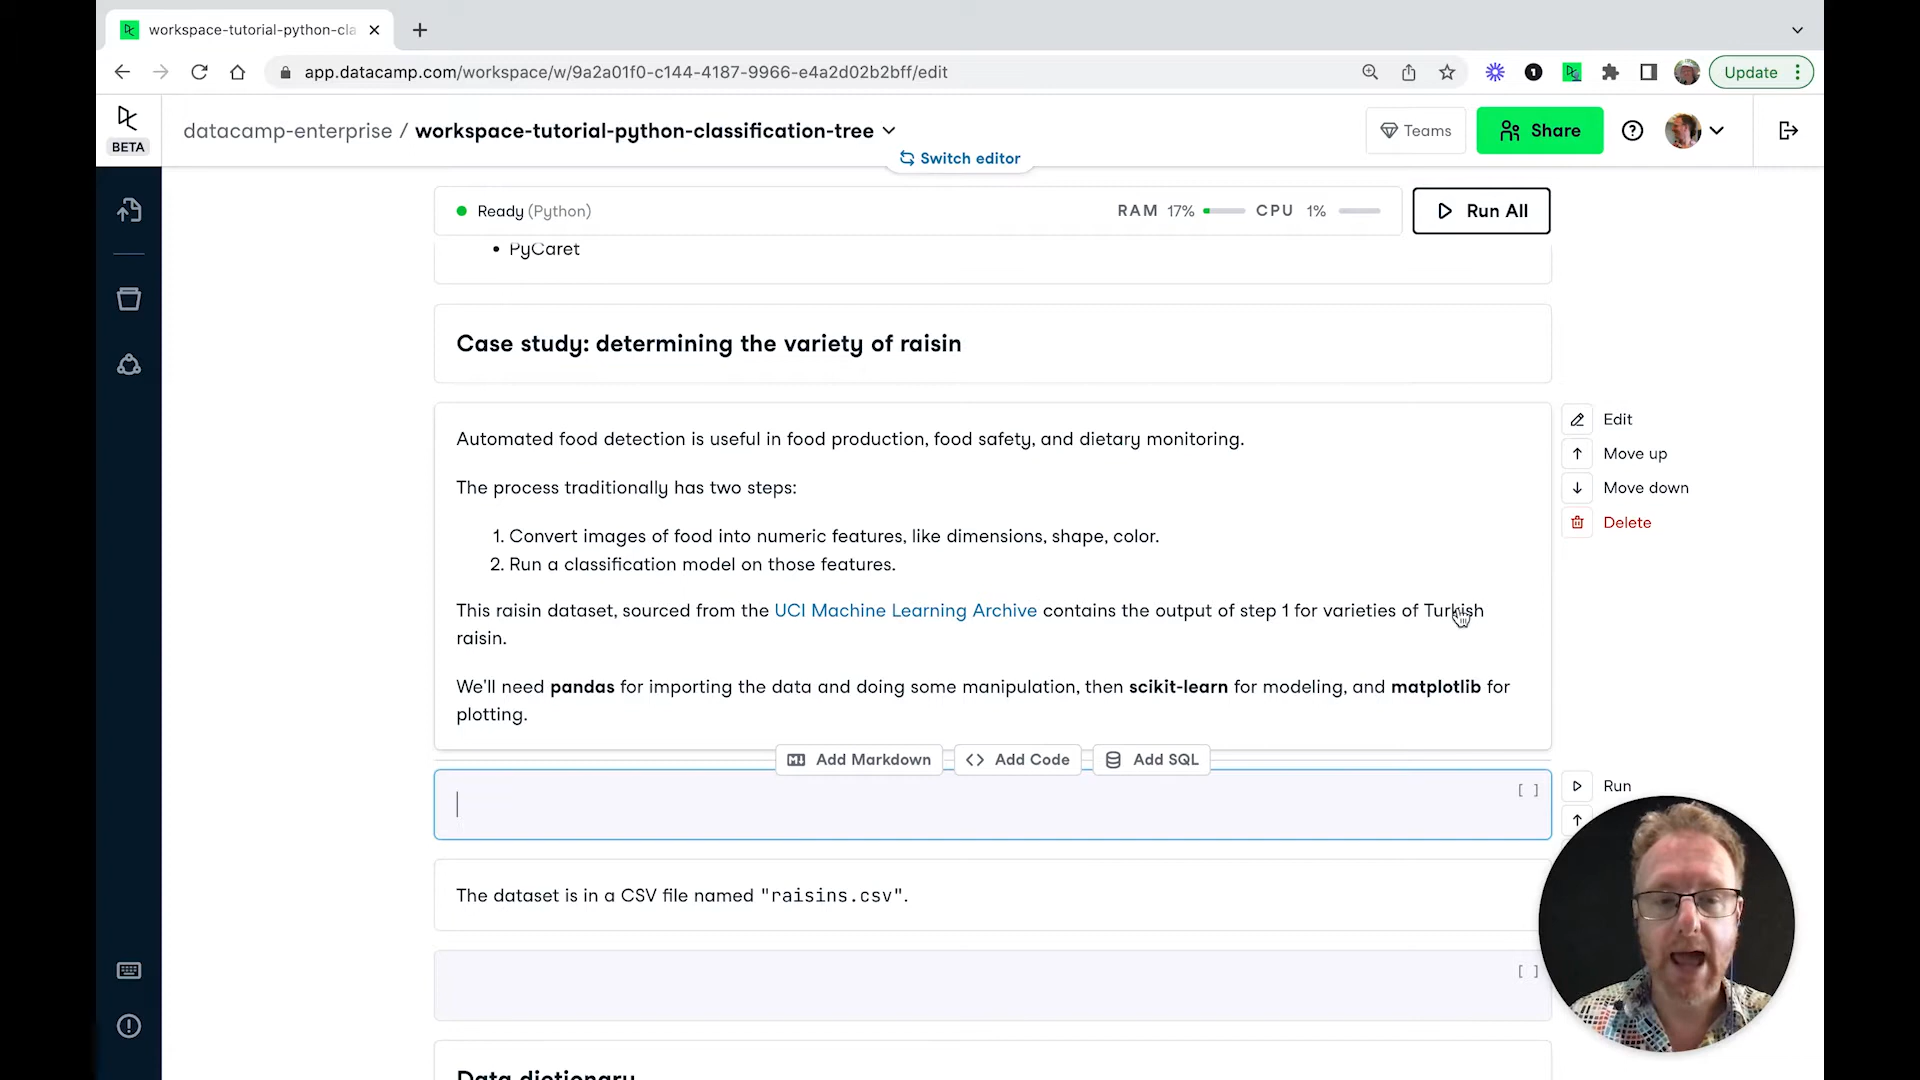 workspace-tutorial-python-cla
app.datacamp.com/workspace/w/9a2a01f0-c144-4187-9966-e4a2d02b2bff/edit
Update
BETA
datacamp-enterprise / workspace-tutorial-python-classification-tree
Teams
Share
Switch editor
Ready (Python)
RAM 17%
CPU 1%
Run All
• PyCaret
Case study: determining the variety of raisin
Automated food detection is useful in food production, food safety, and dietary monitoring.
The process traditionally has two steps:
1. Convert images of food into numeric features, like dimensions, shape, color.
2. Run a classification model on those features.
This raisin dataset, sourced from the UCI Machine Learning Archive contains the output of step 1 for varieties of Turkish
raisin.
We'll need pandas for importing the data and doing some manipulation, then scikit-learn for modeling, and matplotlib for
plotting.
Edit
Move up
Move down
Delete
Add Markdown
Add Code
Add SQL
[ ]
Run
The dataset is in a CSV file named "raisins.csv".
[ ]
Data dictionary